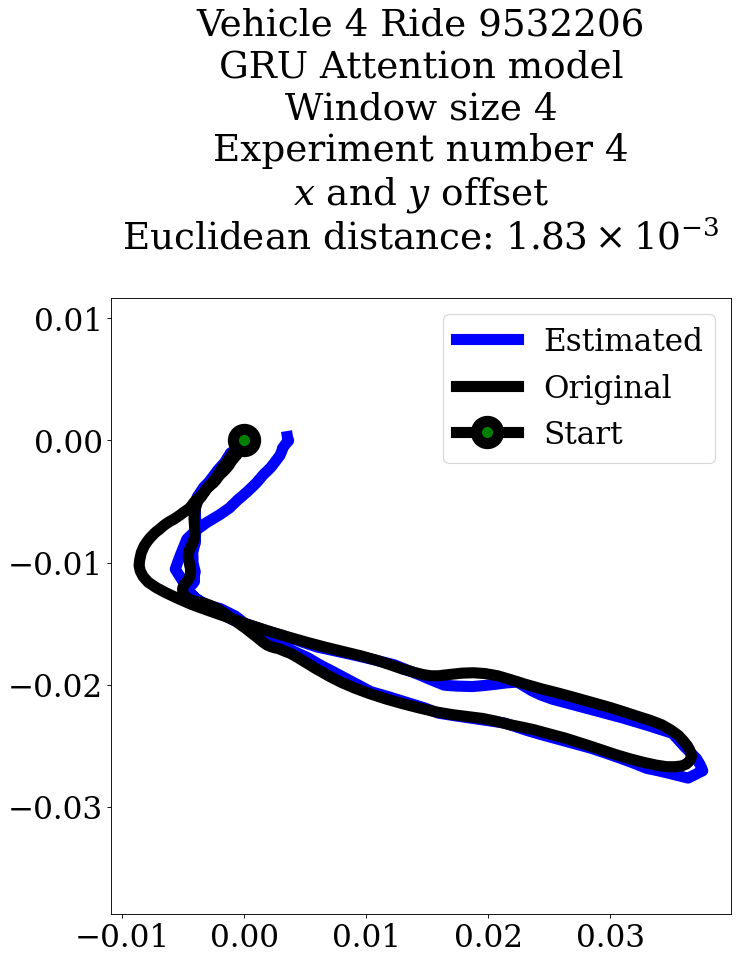 Vehicle 4 Ride 9532206
GRU Attention model
Window size 4
Experiment number 4
x and y offset
Euclidean distance: 1.83 × 10⁻³
0.01
0.00
−0.01
−0.02
−0.03
Estimated
Original
Start
−0.01 0.00 0.01 0.02 0.03